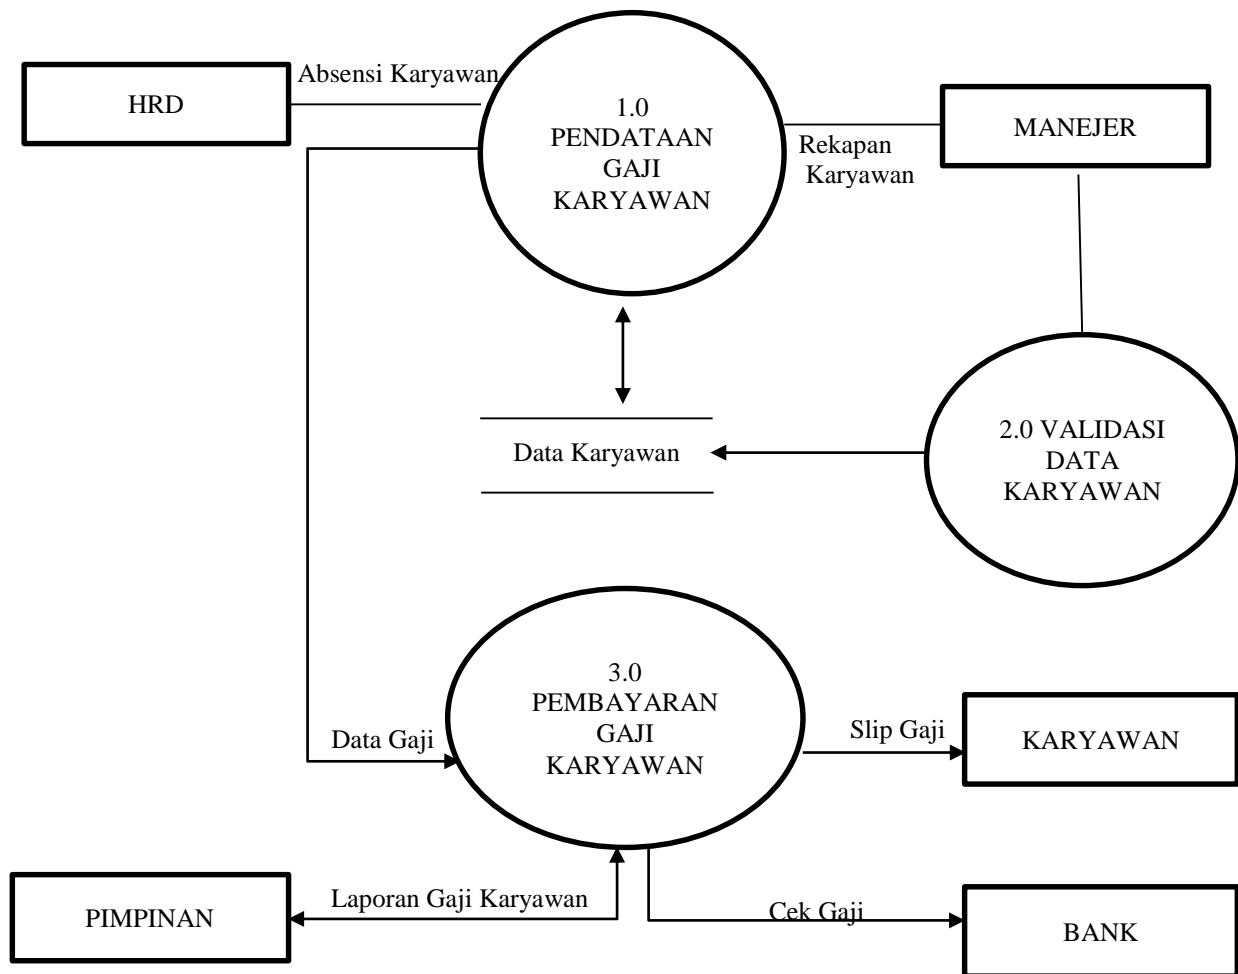 Absensi Karyawan
HRD
1.0
PENDATAAN
GAJI
KARYAWAN
MANEJER
Rekapan
Karyawan
Data Karyawan
2.0 VALIDASI
DATA
KARYAWAN
3.0
PEMBAYARAN
GAJI
KARYAWAN
Data Gaji
Slip Gaji
KARYAWAN
PIMPINAN
Laporan Gaji Karyawan
Cek Gaji
BANK